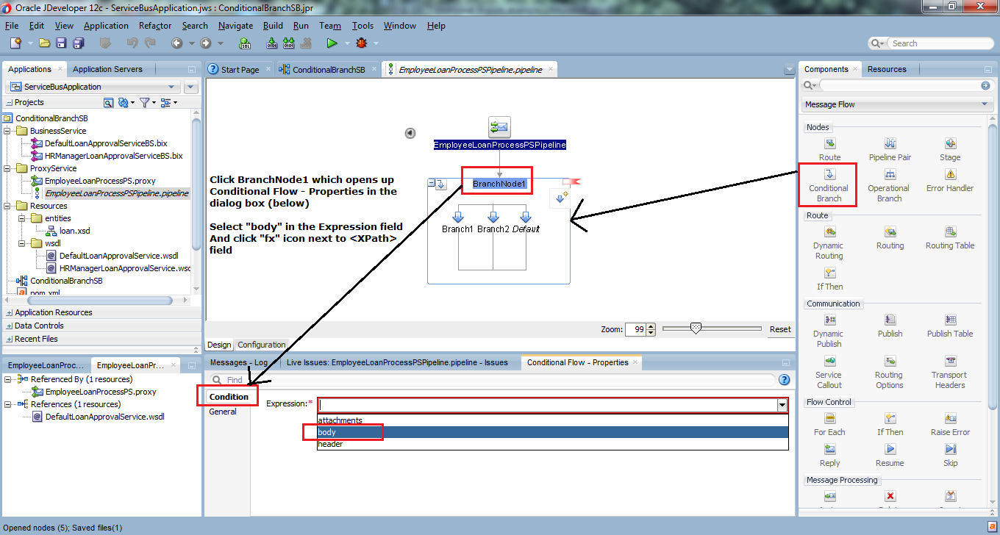 Oracle JDeveloper 12c - ServiceBusApplication.jws : ConditionalBranchSB.jpr
File Edit View Application Refactor Search Navigate Build Run Team Tools Window Help
Search
Applications Application Servers
ServiceBusApplication
Projects
ConditionalBranchSB
BusinessService
DefaultLoanApprovalServiceBS.bix
HRManagerLoanApprovalServiceBS.bix
ProxyService
EmployeeLoanProcessPS.proxy
EmployeeLoanProcessPSPipeline.pipeline
Resources
entities
loan.xsd
wsdl
DefaultLoanApprovalService.wsdl
HRManagerLoanApprovalService.wsd
ConditionalBranchSB
pom.xml
Application Resources
Data Controls
Recent Files
EmployeeLoanProc... EmployeeLoanPr...
Referenced By (1 resources)
EmployeeLoanProcessPS.proxy
References (1 resources)
DefaultLoanApprovalService.wsdl
Start Page ConditionalBranchSB EmployeeLoanProcessPSPipeline.pipeline
EmployeeLoanProcessPSPipeline
BranchNode1
Branch1 Branch2 Default
Click BranchNode1 which opens up
Conditional Flow - Properties in the
dialog box (below)
Select "body" in the Expression field
And click "fx" icon next to <XPath>
field
Zoom: 99 Reset
Design Configuration
Messages - Log Live Issues: EmployeeLoanProcessPSPipeline.pipeline - Issues Conditional Flow - Properties
Find
Condition
General
Expression:*
attachments
body
header
Components Resources
Message Flow
Nodes
Route Pipeline Pair Stage
Conditional Branch Operational Branch Error Handler
Route
Dynamic Routing Routing Routing Table
If Then
Communication
Dynamic Publish Publish Publish Table
Service Callout Routing Options Transport Headers
Flow Control
For Each If Then Raise Error
Reply Resume Skip
Message Processing
Opened nodes (5); Saved files(1)